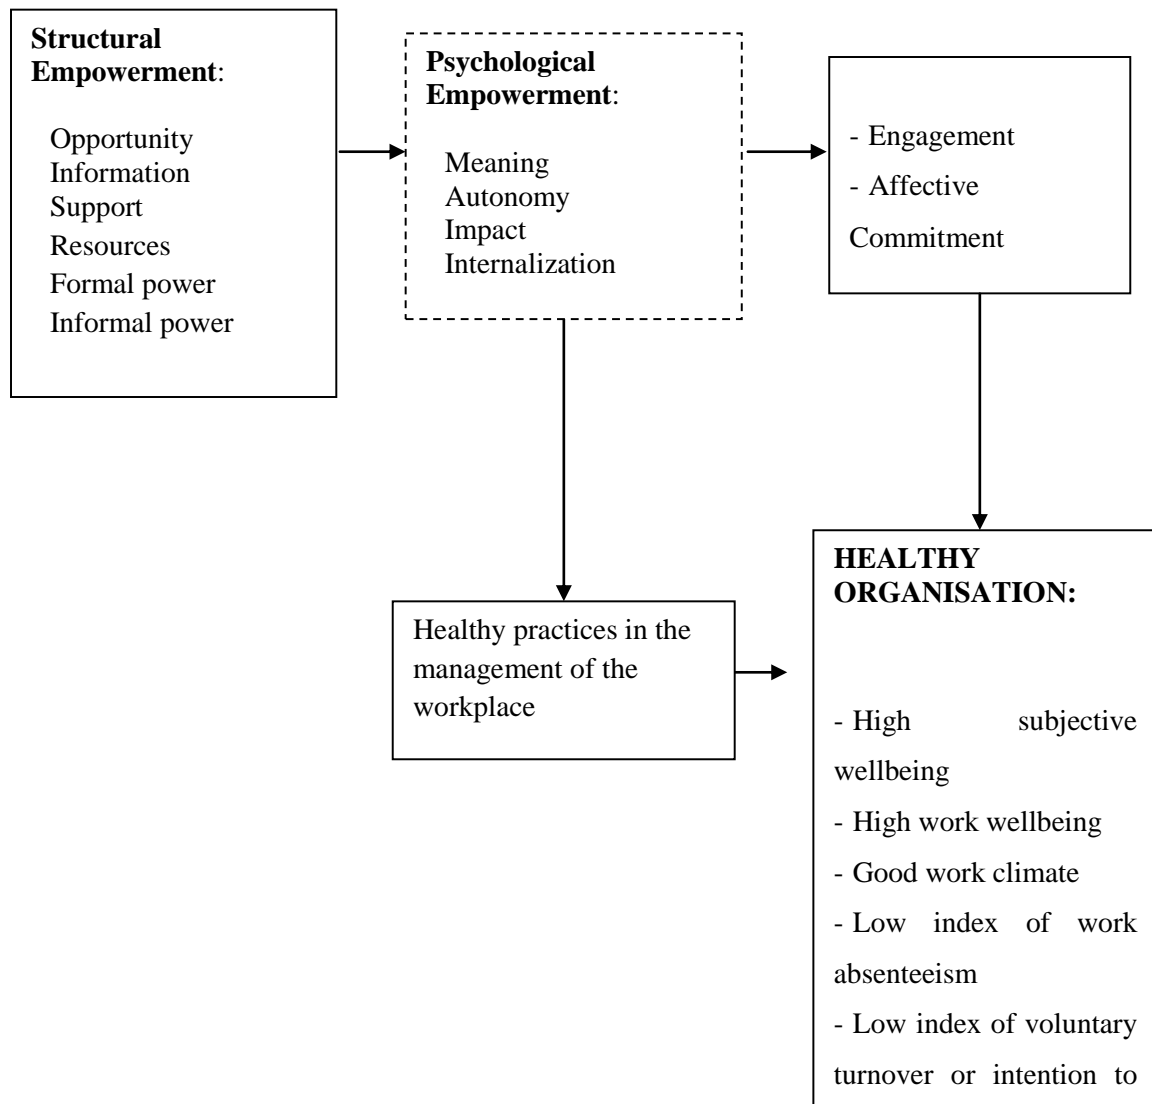 Structural
Empowerment:
Opportunity
Information
Support
Resources
Formal power
Informal power
Psychological
Empowerment:
Meaning
Autonomy
Impact
Internalization
- Engagement
- Affective
Commitment
Healthy practices in the
management of the
workplace
HEALTHY
ORGANISATION:
- High subjective
wellbeing
- High work wellbeing
- Good work climate
- Low index of work
absenteeism
- Low index of voluntary
turnover or intention to